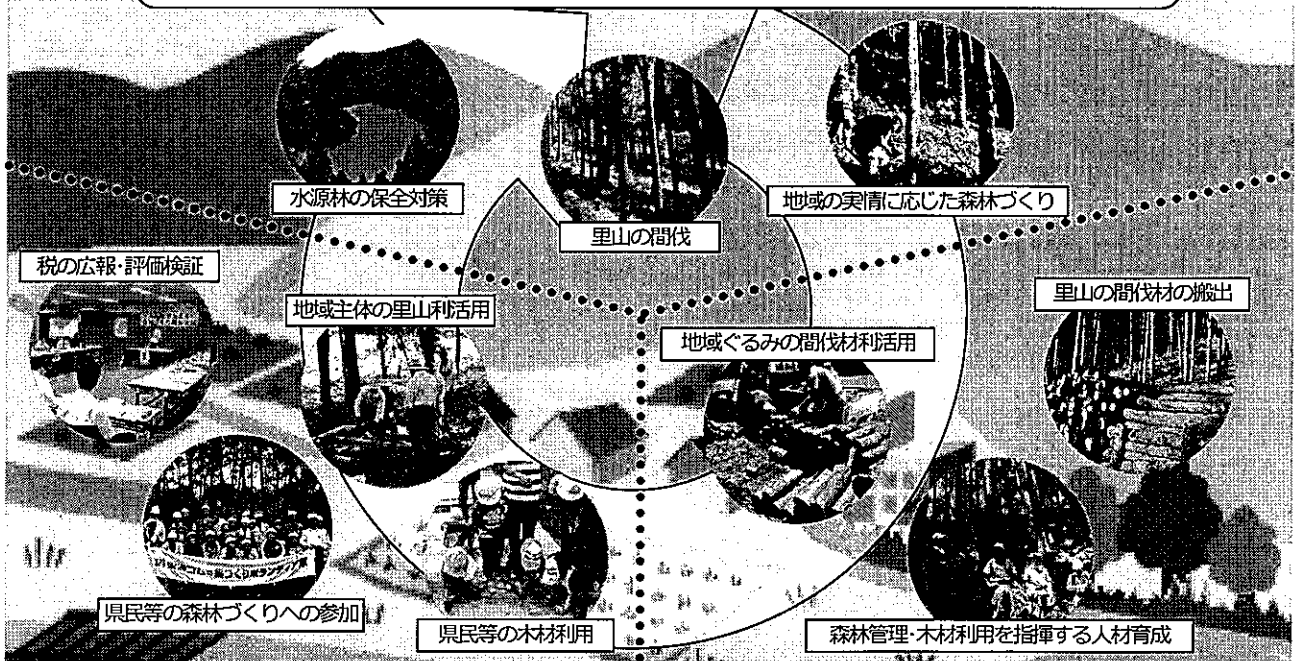 水源林の保全対策
里山の間伐
地域の実情に応じた森林づくり
税の広報・評価検証
地域主体の里山利活用
地域ぐるみの間伐材利活用
里山の間伐材の搬出
県民等の森林づくりへの参加
県民等の木材利用
森林管理・木材利用を指揮する人材育成